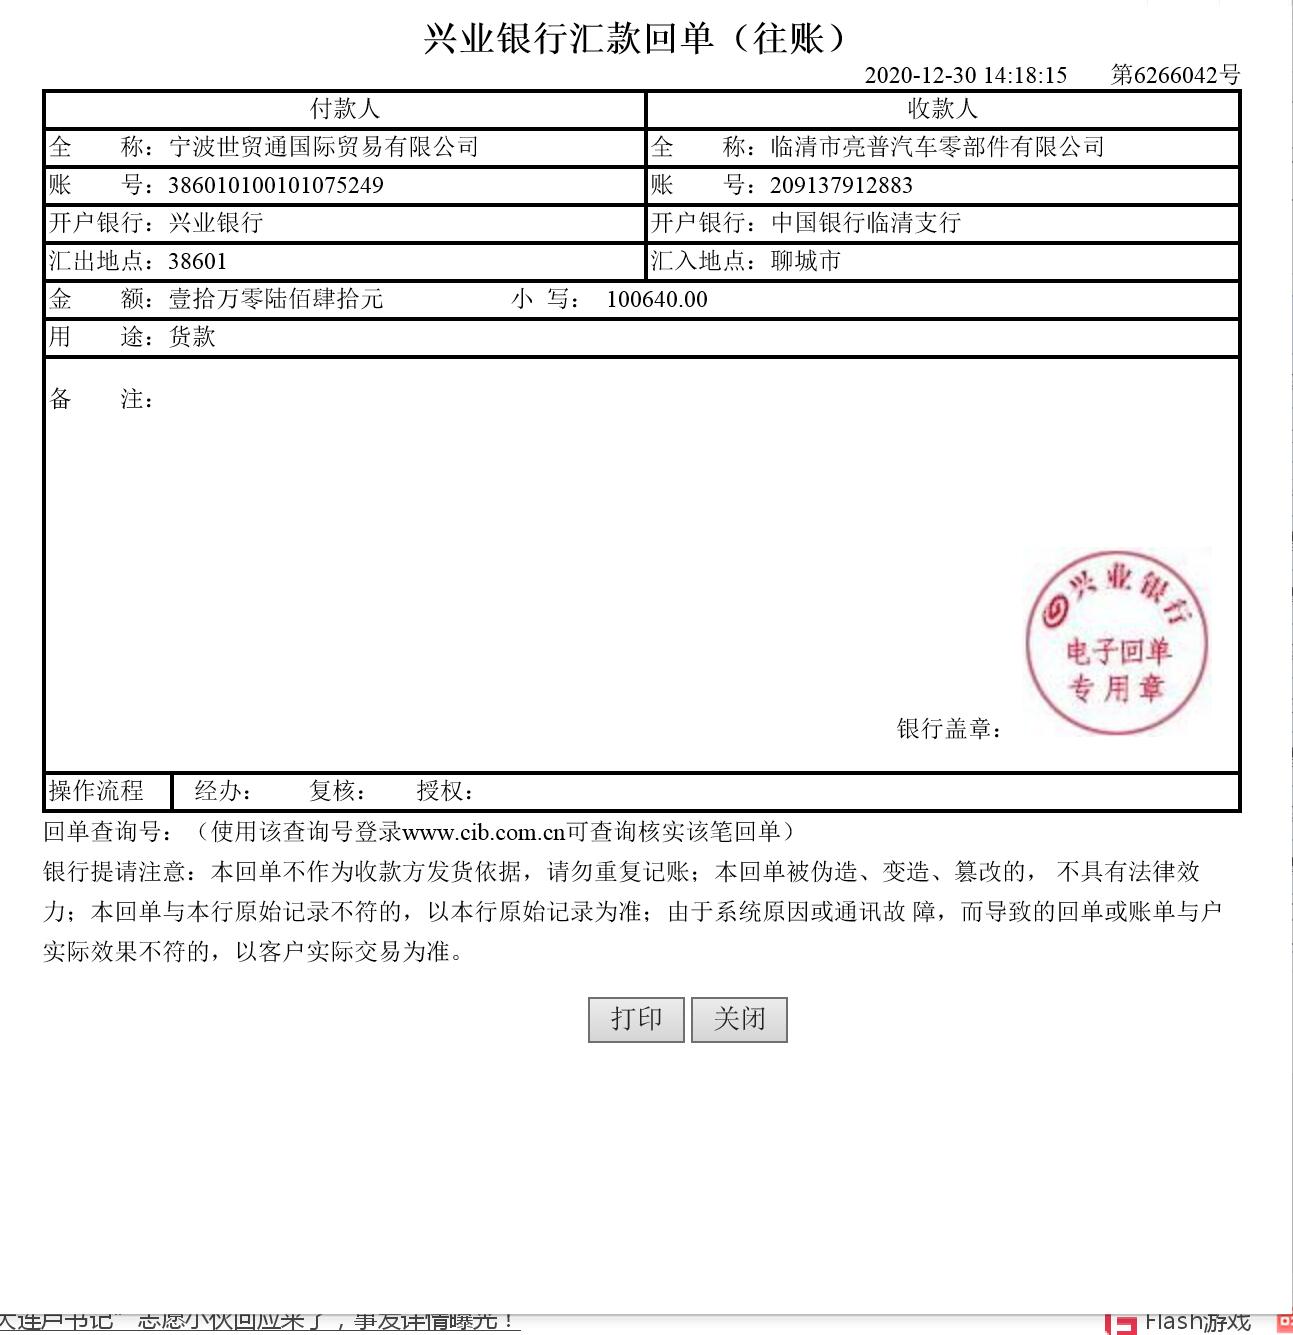 兴业银行汇款回单（往账）
2020-12-30 14:18:15 第6266042号
付款人 收款人
全 称：宁波世贸通国际贸易有限公司 全 称：临清市亮普汽车零部件有限公司
账 号：386010100101075249 账 号：209137912883
开户银行：兴业银行 开户银行：中国银行临清支行
汇出地点：38601 汇入地点：聊城市
金 额：壹拾万零陆佰肆拾元 小 写： 100640.00
用 途：货款
备 注：
兴业银行
电子回单
专用章
银行盖章：
操作流程 经办： 复核： 授权：
回单查询号：（使用该查询号登录www.cib.com.cn可查询核实该笔回单）
银行提请注意：本回单不作为收款方发货依据，请勿重复记账；本回单被伪造、变造、篡改的， 不具有法律效
力；本回单与本行原始记录不符的，以本行原始记录为准；由于系统原因或通讯故 障，而导致的回单或账单与户
实际效果不符的，以客户实际交易为准。
打印 关闭
大连卢书记” 志愿小伙回应来了，事发详情曝光！ Flash游戏